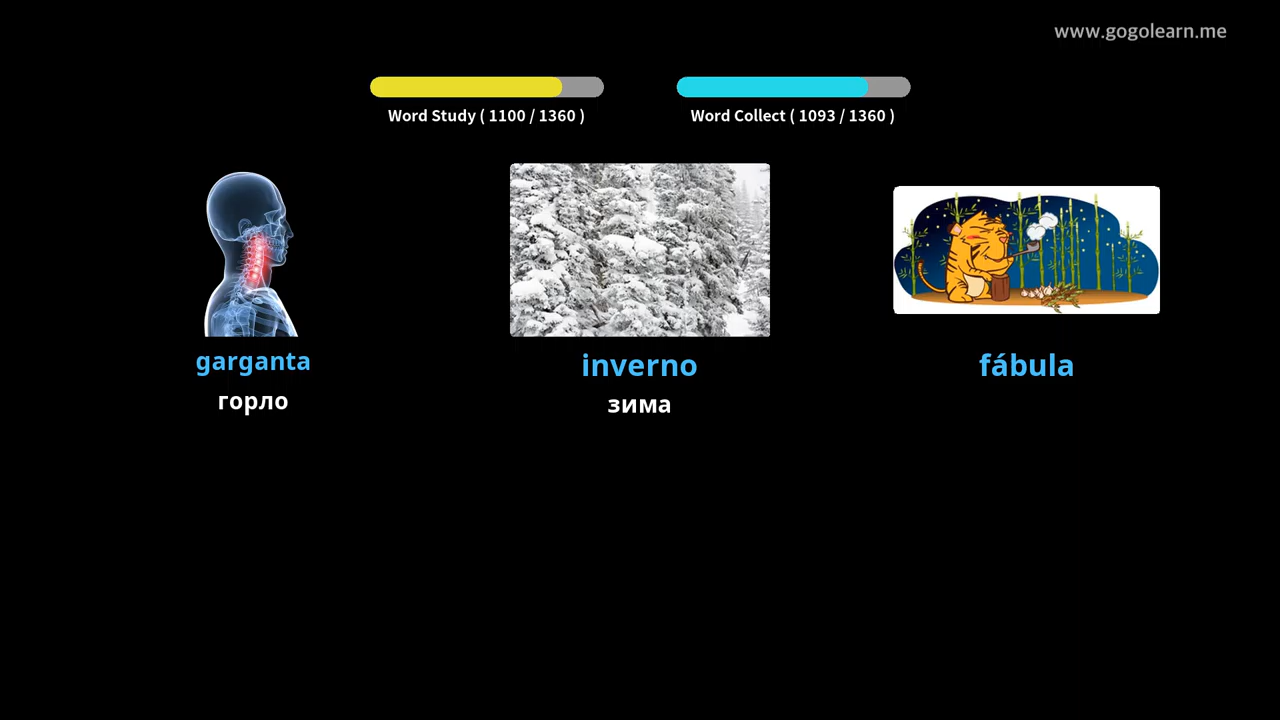 www.gogolearn.me
Word Study ( 1100 / 1360 )
Word Collect ( 1093 / 1360 )
garganta
горло
inverno
зима
fábula